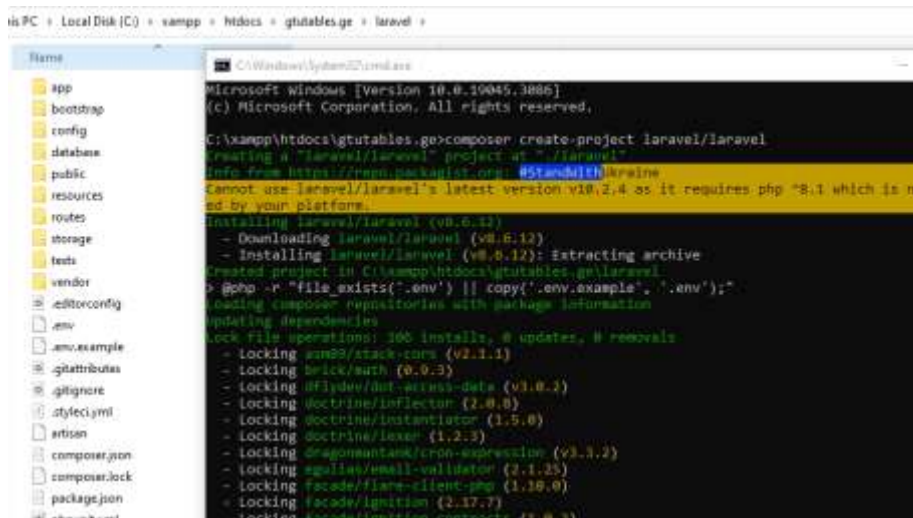 his PC › Local Disk (C:) › xampp › htdocs › gtutables.ge › laravel ›
Name
app
bootstrap
config
database
public
resources
routes
storage
tests
vendor
.editorconfig
.env
.env.example
.gitattributes
.gitignore
.styleci.yml
artisan
composer.json
composer.lock
package.json
C:\Windows\System32\cmd.exe
Microsoft Windows [Version 10.0.19045.3086]
(c) Microsoft Corporation. All rights reserved.
C:\xampp\htdocs\gtutables.ge>composer create-project laravel/laravel
Creating a "laravel/laravel" project at "./laravel"
Info from https://repo.packagist.org: #StandWithUkraine
Cannot use laravel/laravel's latest version v10.2.4 as it requires php ^8.1 which is n
ed by your platform.
Installing laravel/laravel (v8.6.12)
- Downloading laravel/laravel (v8.6.12)
- Installing laravel/laravel (v8.6.12): Extracting archive
Created project in C:\xampp\htdocs\gtutables.ge\laravel
> @php -r "file_exists('.env') || copy('.env.example', '.env');"
Loading composer repositories with package information
Updating dependencies
Lock file operations: 106 installs, 0 updates, 0 removals
- Locking asm89/stack-cors (v2.1.1)
- Locking brick/math (0.9.3)
- Locking dflydev/dot-access-data (v3.0.2)
- Locking doctrine/inflector (2.0.8)
- Locking doctrine/instantiator (1.5.0)
- Locking doctrine/lexer (1.2.3)
- Locking dragonmantank/cron-expression (v3.3.2)
- Locking egulias/email-validator (2.1.25)
- Locking facade/flare-client-php (1.10.0)
- Locking facade/ignition (2.17.7)